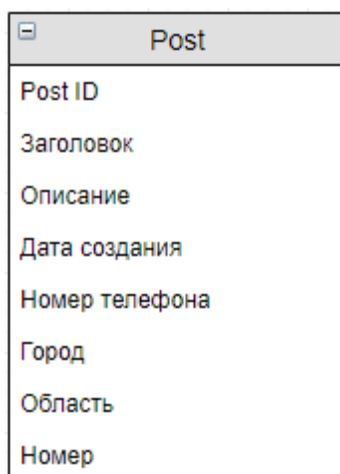 Post
Post ID
Заголовок
Описание
Дата создания
Номер телефона
Город
Область
Номер